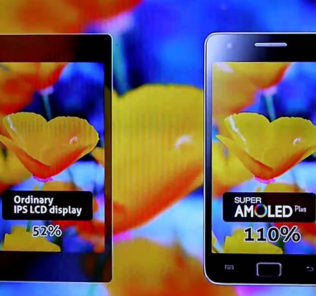 Ordinary
IPS LCD display
52%
SUPER
AMOLED Plus
110%